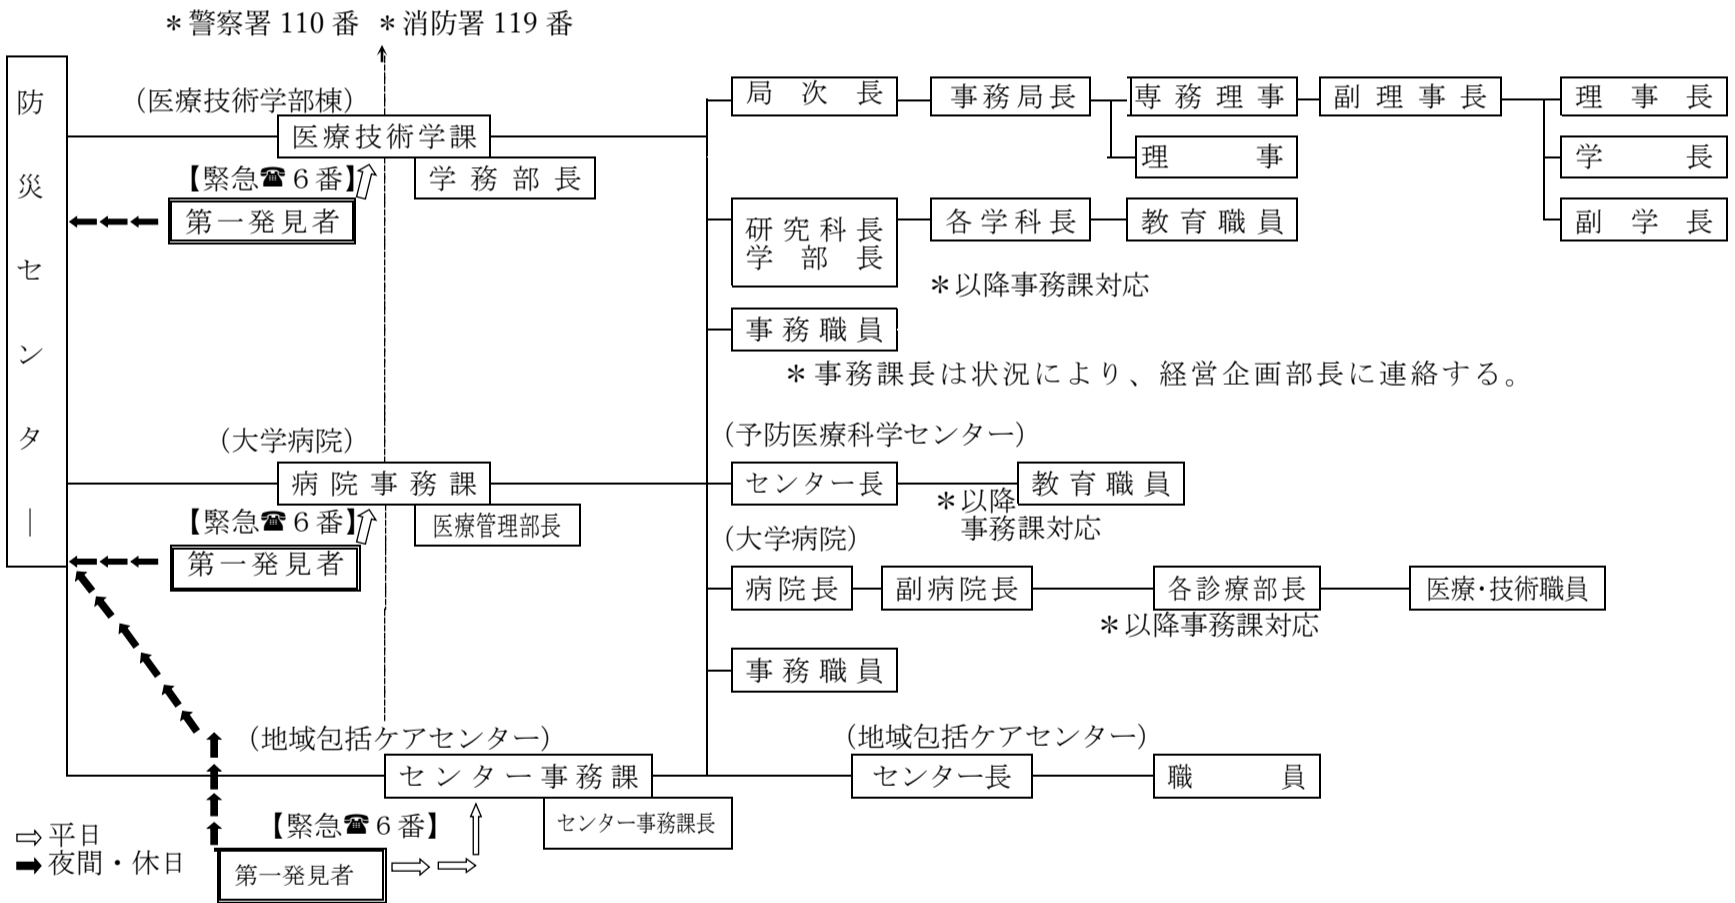 ＊警察署 110 番 ＊消防署 119 番
防災センター
（医療技術学部棟）
医療技術学課
学務部長
【緊急☎６番】
第一発見者
局次長
事務局長
専務理事
副理事長
理事長
理事
学長
副学長
研究科長
学部長
各学科長
教育職員
＊以降事務課対応
事務職員
＊事務課長は状況により、経営企画部長に連絡する。
（大学病院）
病院事務課
医療管理部長
【緊急☎６番】
第一発見者
（予防医療科学センター）
センター長
教育職員
＊以降
事務課対応
（大学病院）
病院長
副病院長
各診療部長
医療・技術職員
＊以降事務課対応
事務職員
（地域包括ケアセンター）
センター事務課
センター事務課長
（地域包括ケアセンター）
センター長
職員
【緊急☎６番】
第一発見者
⇨平日
➡夜間・休日